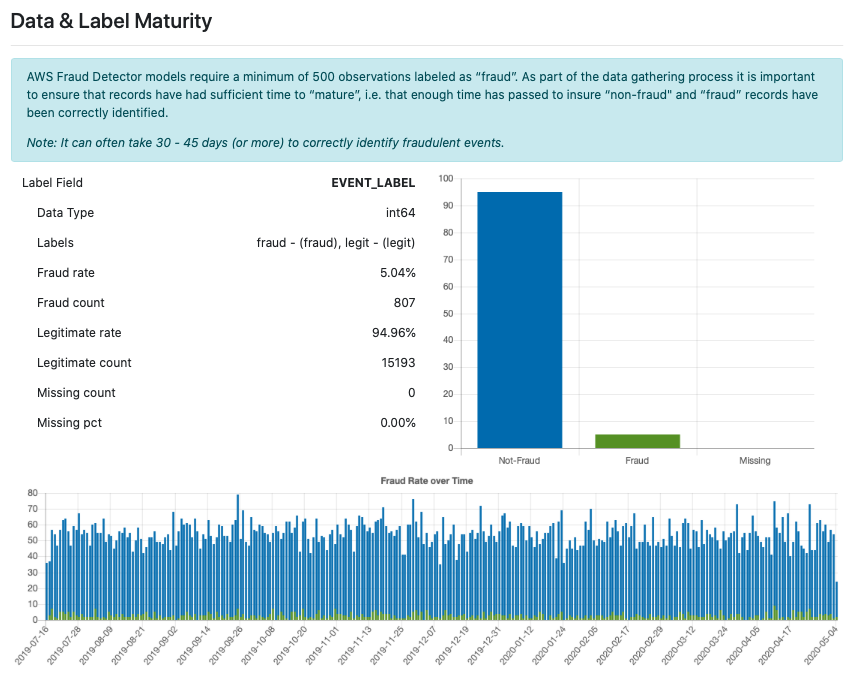 Data & Label Maturity
AWS Fraud Detector models require a minimum of 500 observations labeled as “fraud”. As part of the data gathering process it is important
to ensure that records have had sufficient time to “mature”, i.e. that enough time has passed to insure “non-fraud" and “fraud” records have
been correctly identified.
Note: It can often take 30 - 45 days (or more) to correctly identify fraudulent events.
Label Field EVENT_LABEL
Data Type int64
Labels fraud - (fraud), legit - (legit)
Fraud rate 5.04%
Fraud count 807
Legitimate rate 94.96%
Legitimate count 15193
Missing count 0
Missing pct 0.00%
100
90
80
70
60
50
40
30
20
10
0
Not-Fraud Fraud Missing
Fraud Rate over Time
80
70
60
50
40
30
20
10
0
2019-07-16 2019-07-28 2019-08-09 2019-08-21 2019-09-02 2019-09-14 2019-09-26 2019-10-08 2019-10-20 2019-11-01 2019-11-13 2019-11-25 2019-12-07 2019-12-19 2019-12-31 2020-01-12 2020-01-24 2020-02-05 2020-02-17 2020-02-29 2020-03-12 2020-03-24 2020-04-05 2020-04-17 2020-05-04